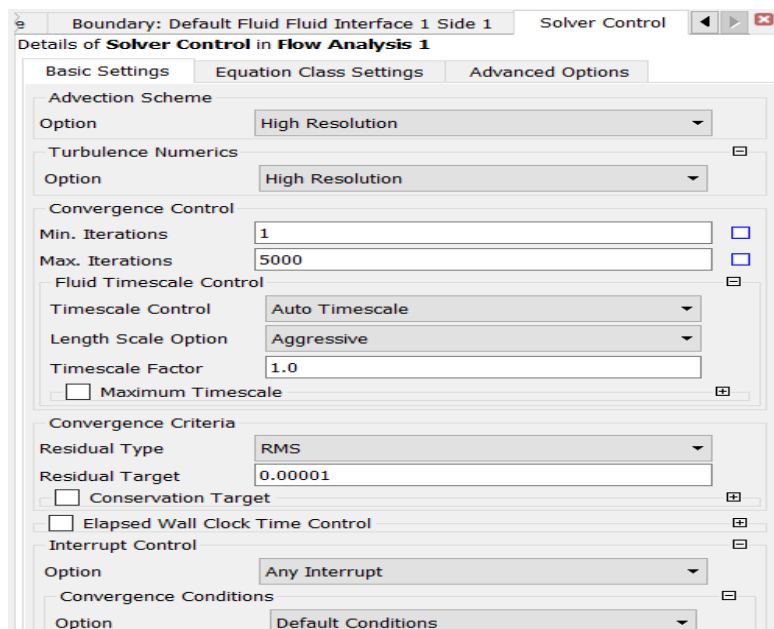 Boundary: Default Fluid Fluid Interface 1 Side 1 Solver Control
Details of Solver Control in Flow Analysis 1
Basic Settings Equation Class Settings Advanced Options
Advection Scheme
Option High Resolution
Turbulence Numerics
Option High Resolution
Convergence Control
Min. Iterations 1
Max. Iterations 5000
Fluid Timescale Control
Timescale Control Auto Timescale
Length Scale Option Aggressive
Timescale Factor 1.0
Maximum Timescale
Convergence Criteria
Residual Type RMS
Residual Target 0.00001
Conservation Target
Elapsed Wall Clock Time Control
Interrupt Control
Option Any Interrupt
Convergence Conditions
Option Default Conditions